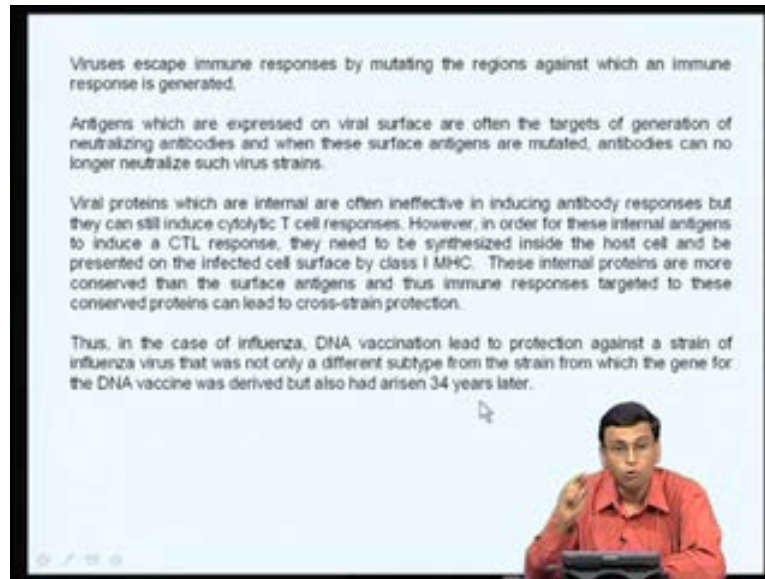 Viruses escape immune responses by mutating the regions against which an immune
response is generated.
Antigens which are expressed on viral surface are often the targets of generation of
neutralizing antibodies and when these surface antigens are mutated, antibodies can no
longer neutralize such virus strains.
Viral proteins which are internal are often ineffective in inducing antibody responses but
they can still induce cytolytic T cell responses. However, in order for these internal antigens
to induce a CTL response, they need to be synthesized inside the host cell and be
presented on the infected cell surface by class I MHC. These internal proteins are more
conserved than the surface antigens and thus immune responses targeted to these
conserved proteins can lead to cross-strain protection.
Thus, in the case of influenza, DNA vaccination lead to protection against a strain of
influenza virus that was not only a different subtype from the strain from which the gene for
the DNA vaccine was derived but also had arisen 34 years later.